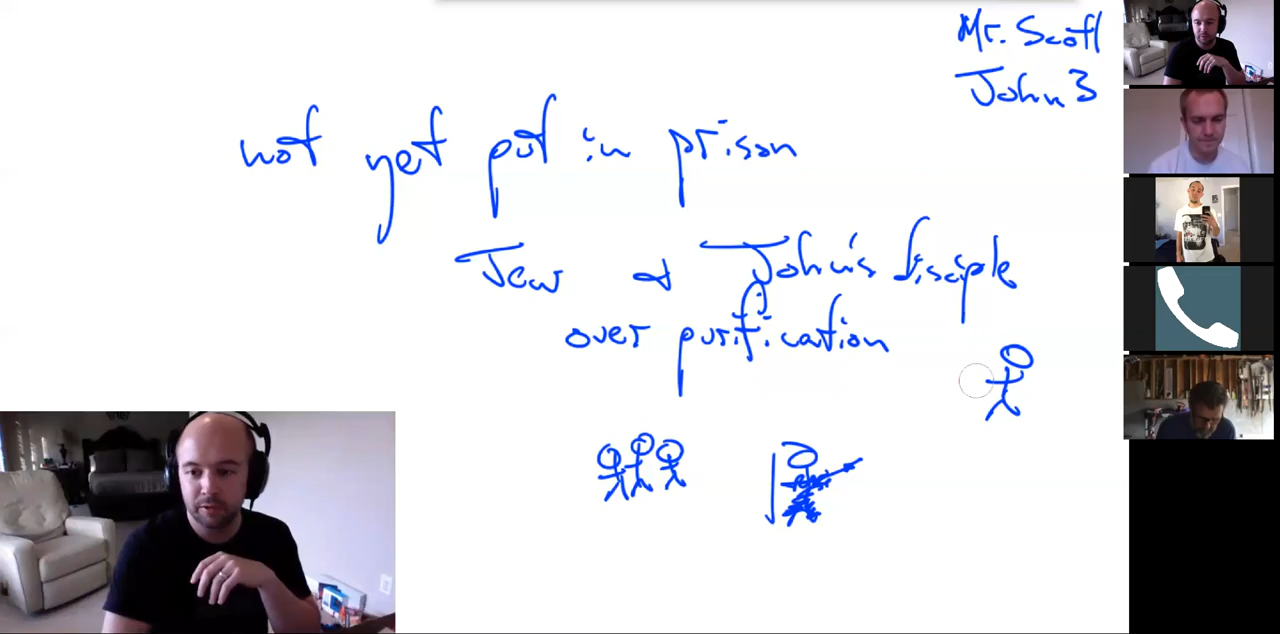 Mr. Scott
John 3
not yet put in prison
Jew & John's disciple
over purification